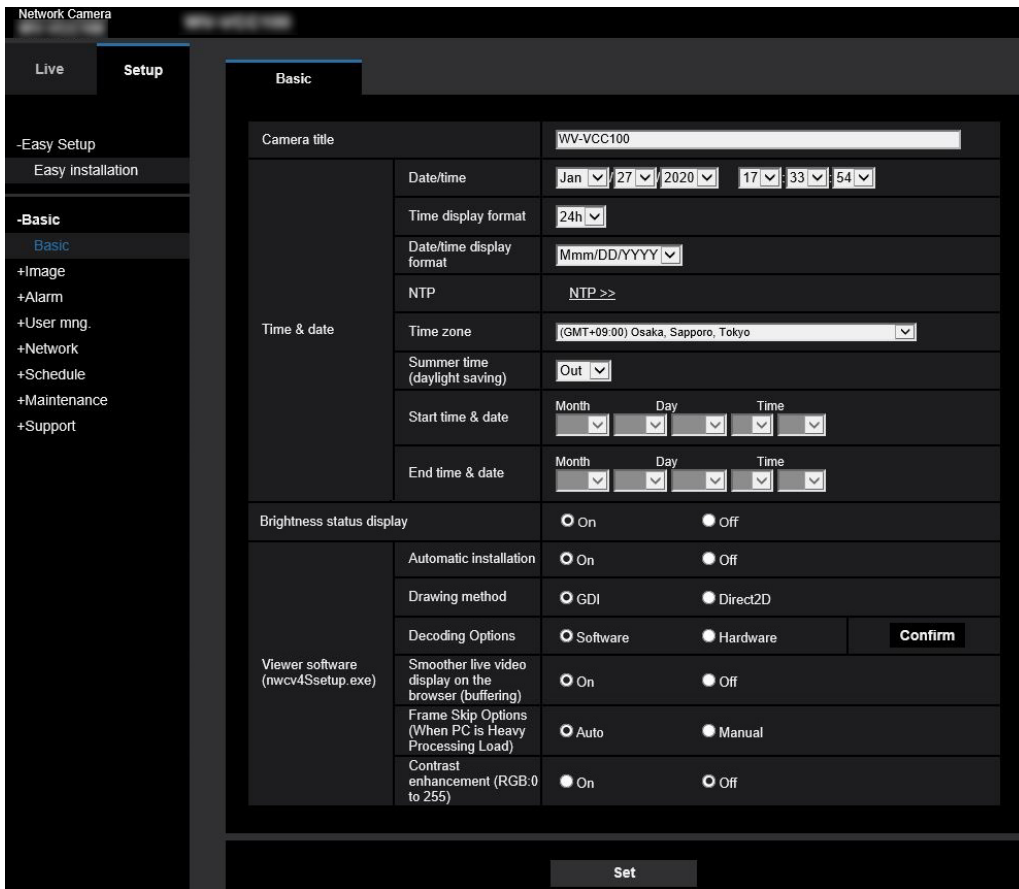 Network Camera
Live
Setup
-Easy Setup
Easy installation
-Basic
Basic
+Image
+Alarm
+User mng.
+Network
+Schedule
+Maintenance
+Support
Basic
Camera title
WV-VCC100
Time & date
Date/time
Jan / 27 / 2020 17 : 33 : 54
Time display format
24h
Date/time display
format
Mmm/DD/YYYY
NTP
NTP >>
Time zone
(GMT+09:00) Osaka, Sapporo, Tokyo
Summer time
(daylight saving)
Out
Start time & date
Month Day Time
End time & date
Month Day Time
Brightness status display
On Off
Viewer software
(nwcv4Ssetup.exe)
Automatic installation
On Off
Drawing method
GDI Direct2D
Decoding Options
Software Hardware Confirm
Smoother live video
display on the
browser (buffering)
On Off
Frame Skip Options
(When PC is Heavy
Processing Load)
Auto Manual
Contrast
enhancement (RGB:0
to 255)
On Off
Set